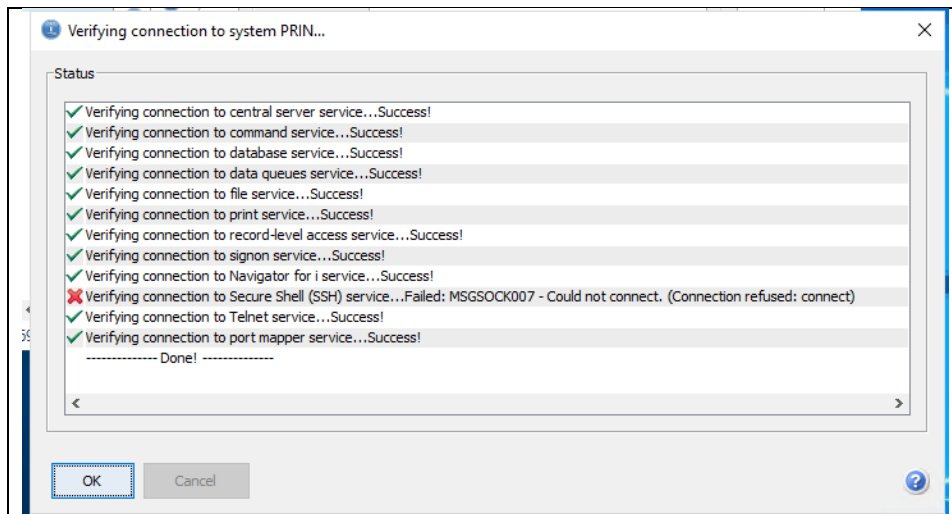 Verifying connection to system PRIN...
Status
Verifying connection to central server service...Success!
Verifying connection to command service...Success!
Verifying connection to database service...Success!
Verifying connection to data queues service...Success!
Verifying connection to file service...Success!
Verifying connection to print service...Success!
Verifying connection to record-level access service...Success!
Verifying connection to signon service...Success!
Verifying connection to Navigator for i service...Success!
Verifying connection to Secure Shell (SSH) service...Failed: MSGSOCK007 - Could not connect. (Connection refused: connect)
Verifying connection to Telnet service...Success!
Verifying connection to port mapper service...Success!
-------------- Done! --------------
OK Cancel